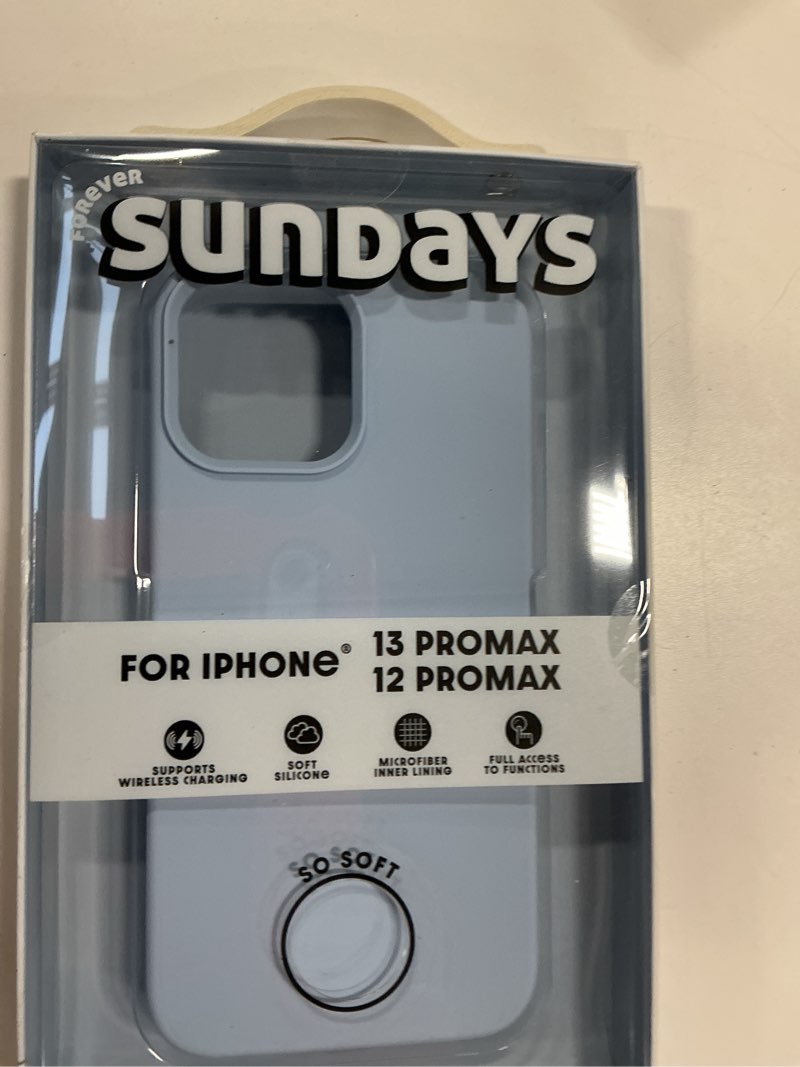 FOREVER
SUNDAYS
FOR IPHONE® 13 PROMAX
12 PROMAX
SUPPORTS
WIRELESS CHARGING
SOFT
SILICONE
MICROFIBER
INNER LINING
FULL ACCESS
TO FUNCTIONS
SO SOFT